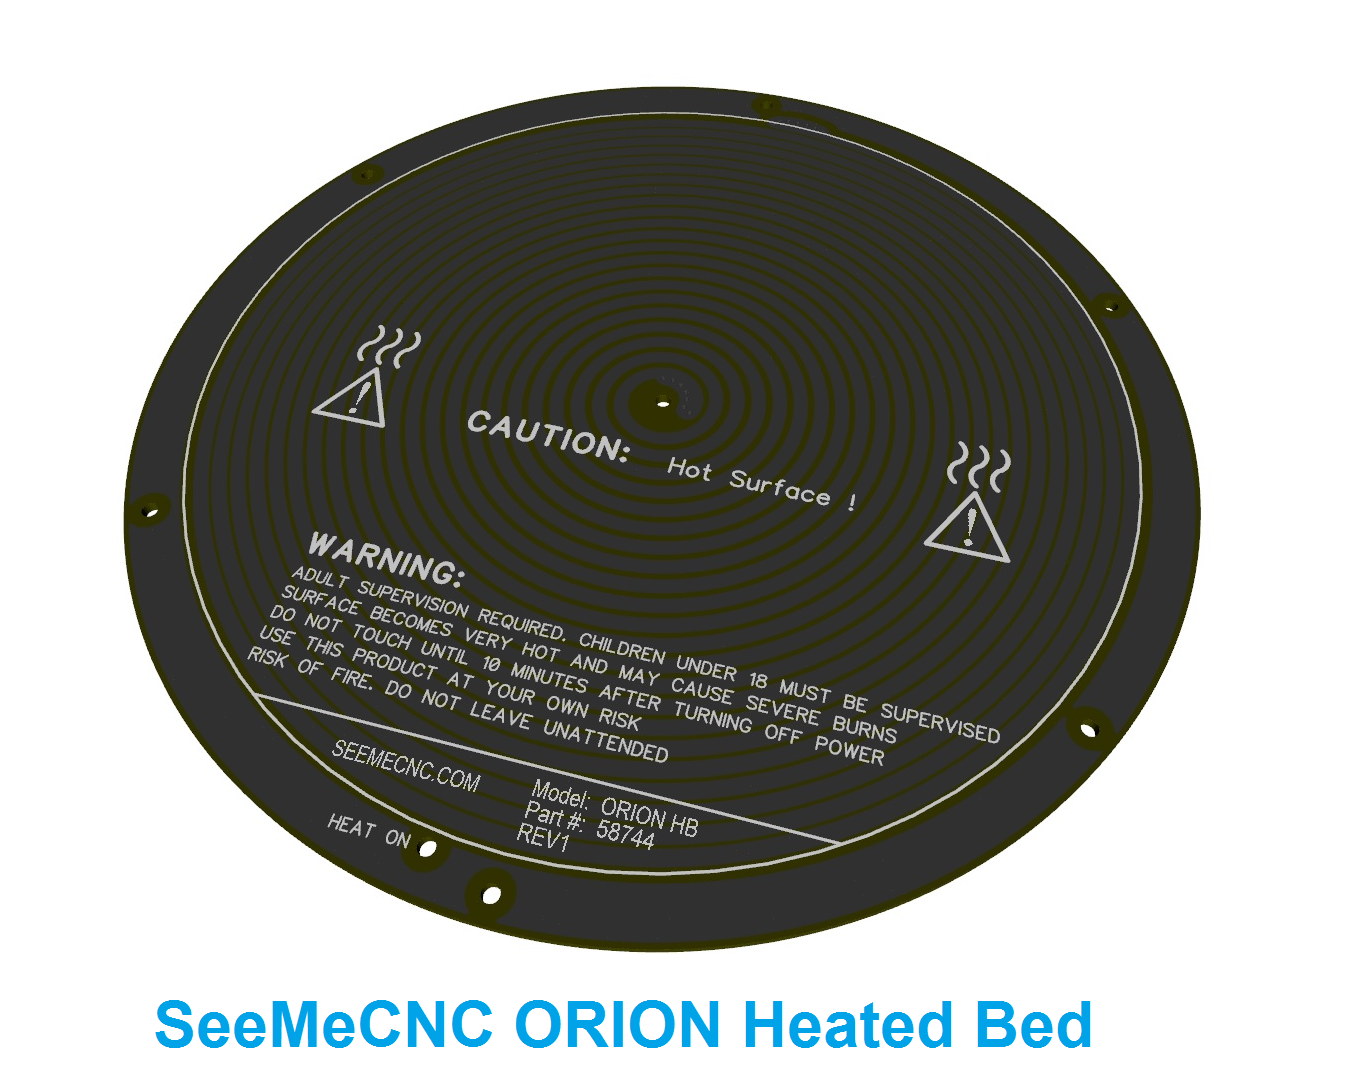 CAUTION: Hot Surface !
WARNING:
ADULT SUPERVISION REQUIRED. CHILDREN UNDER 18 MUST BE SUPERVISED
SURFACE BECOMES VERY HOT AND MAY CAUSE SEVERE BURNS
DO NOT TOUCH UNTIL 10 MINUTES AFTER TURNING OFF POWER
USE THIS PRODUCT AT YOUR OWN RISK
RISK OF FIRE. DO NOT LEAVE UNATTENDED
SEEMECNC.COM
Model: ORION HB
Part #: 58744
REV1
HEAT ON
SeeMeCNC ORION Heated Bed